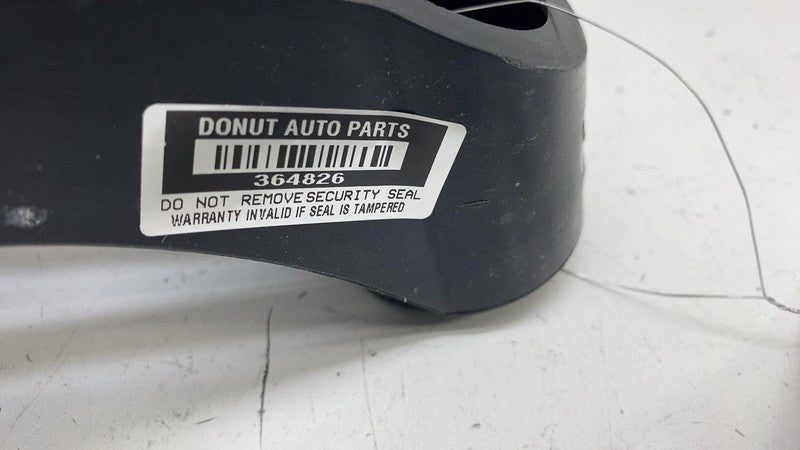 DONUT AUTO PARTS
364826
DO NOT REMOVE SECURITY SEAL
WARRANTY INVALID IF SEAL IS TAMPERED